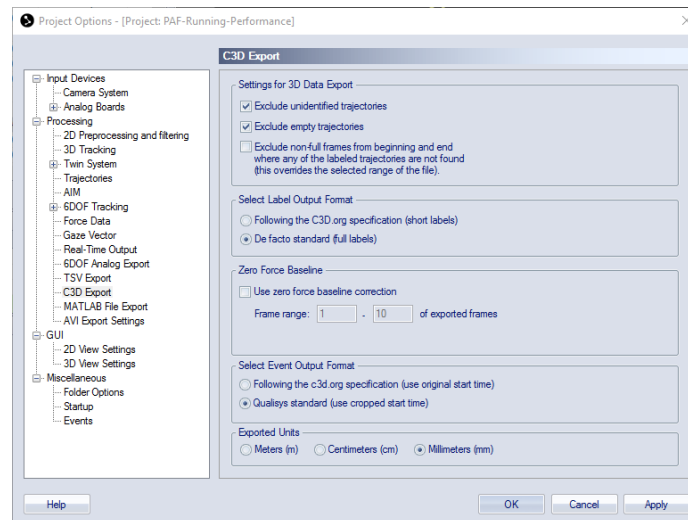 Project Options - [Project: PAF-Running-Performance]
C3D Export
Input Devices
Camera System
Analog Boards
Processing
2D Preprocessing and filtering
3D Tracking
Twin System
Trajectories
AIM
6DOF Tracking
Force Data
Gaze Vector
Real-Time Output
6DOF Analog Export
TSV Export
C3D Export
MATLAB File Export
AVI Export Settings
GUI
2D View Settings
3D View Settings
Miscellaneous
Folder Options
Startup
Events
Settings for 3D Data Export
Exclude unidentified trajectories
Exclude empty trajectories
Exclude non-full frames from beginning and end
where any of the labeled trajectories are not found
(this overrides the selected range of the file).
Select Label Output Format
Following the C3D.org specification (short labels)
De facto standard (full labels)
Zero Force Baseline
Use zero force baseline correction
Frame range: 1 - 10 of exported frames
Select Event Output Format
Following the c3d.org specification (use original start time)
Qualisys standard (use cropped start time)
Exported Units
Meters (m) Centimeters (cm) Millimeters (mm)
Help OK Cancel Apply